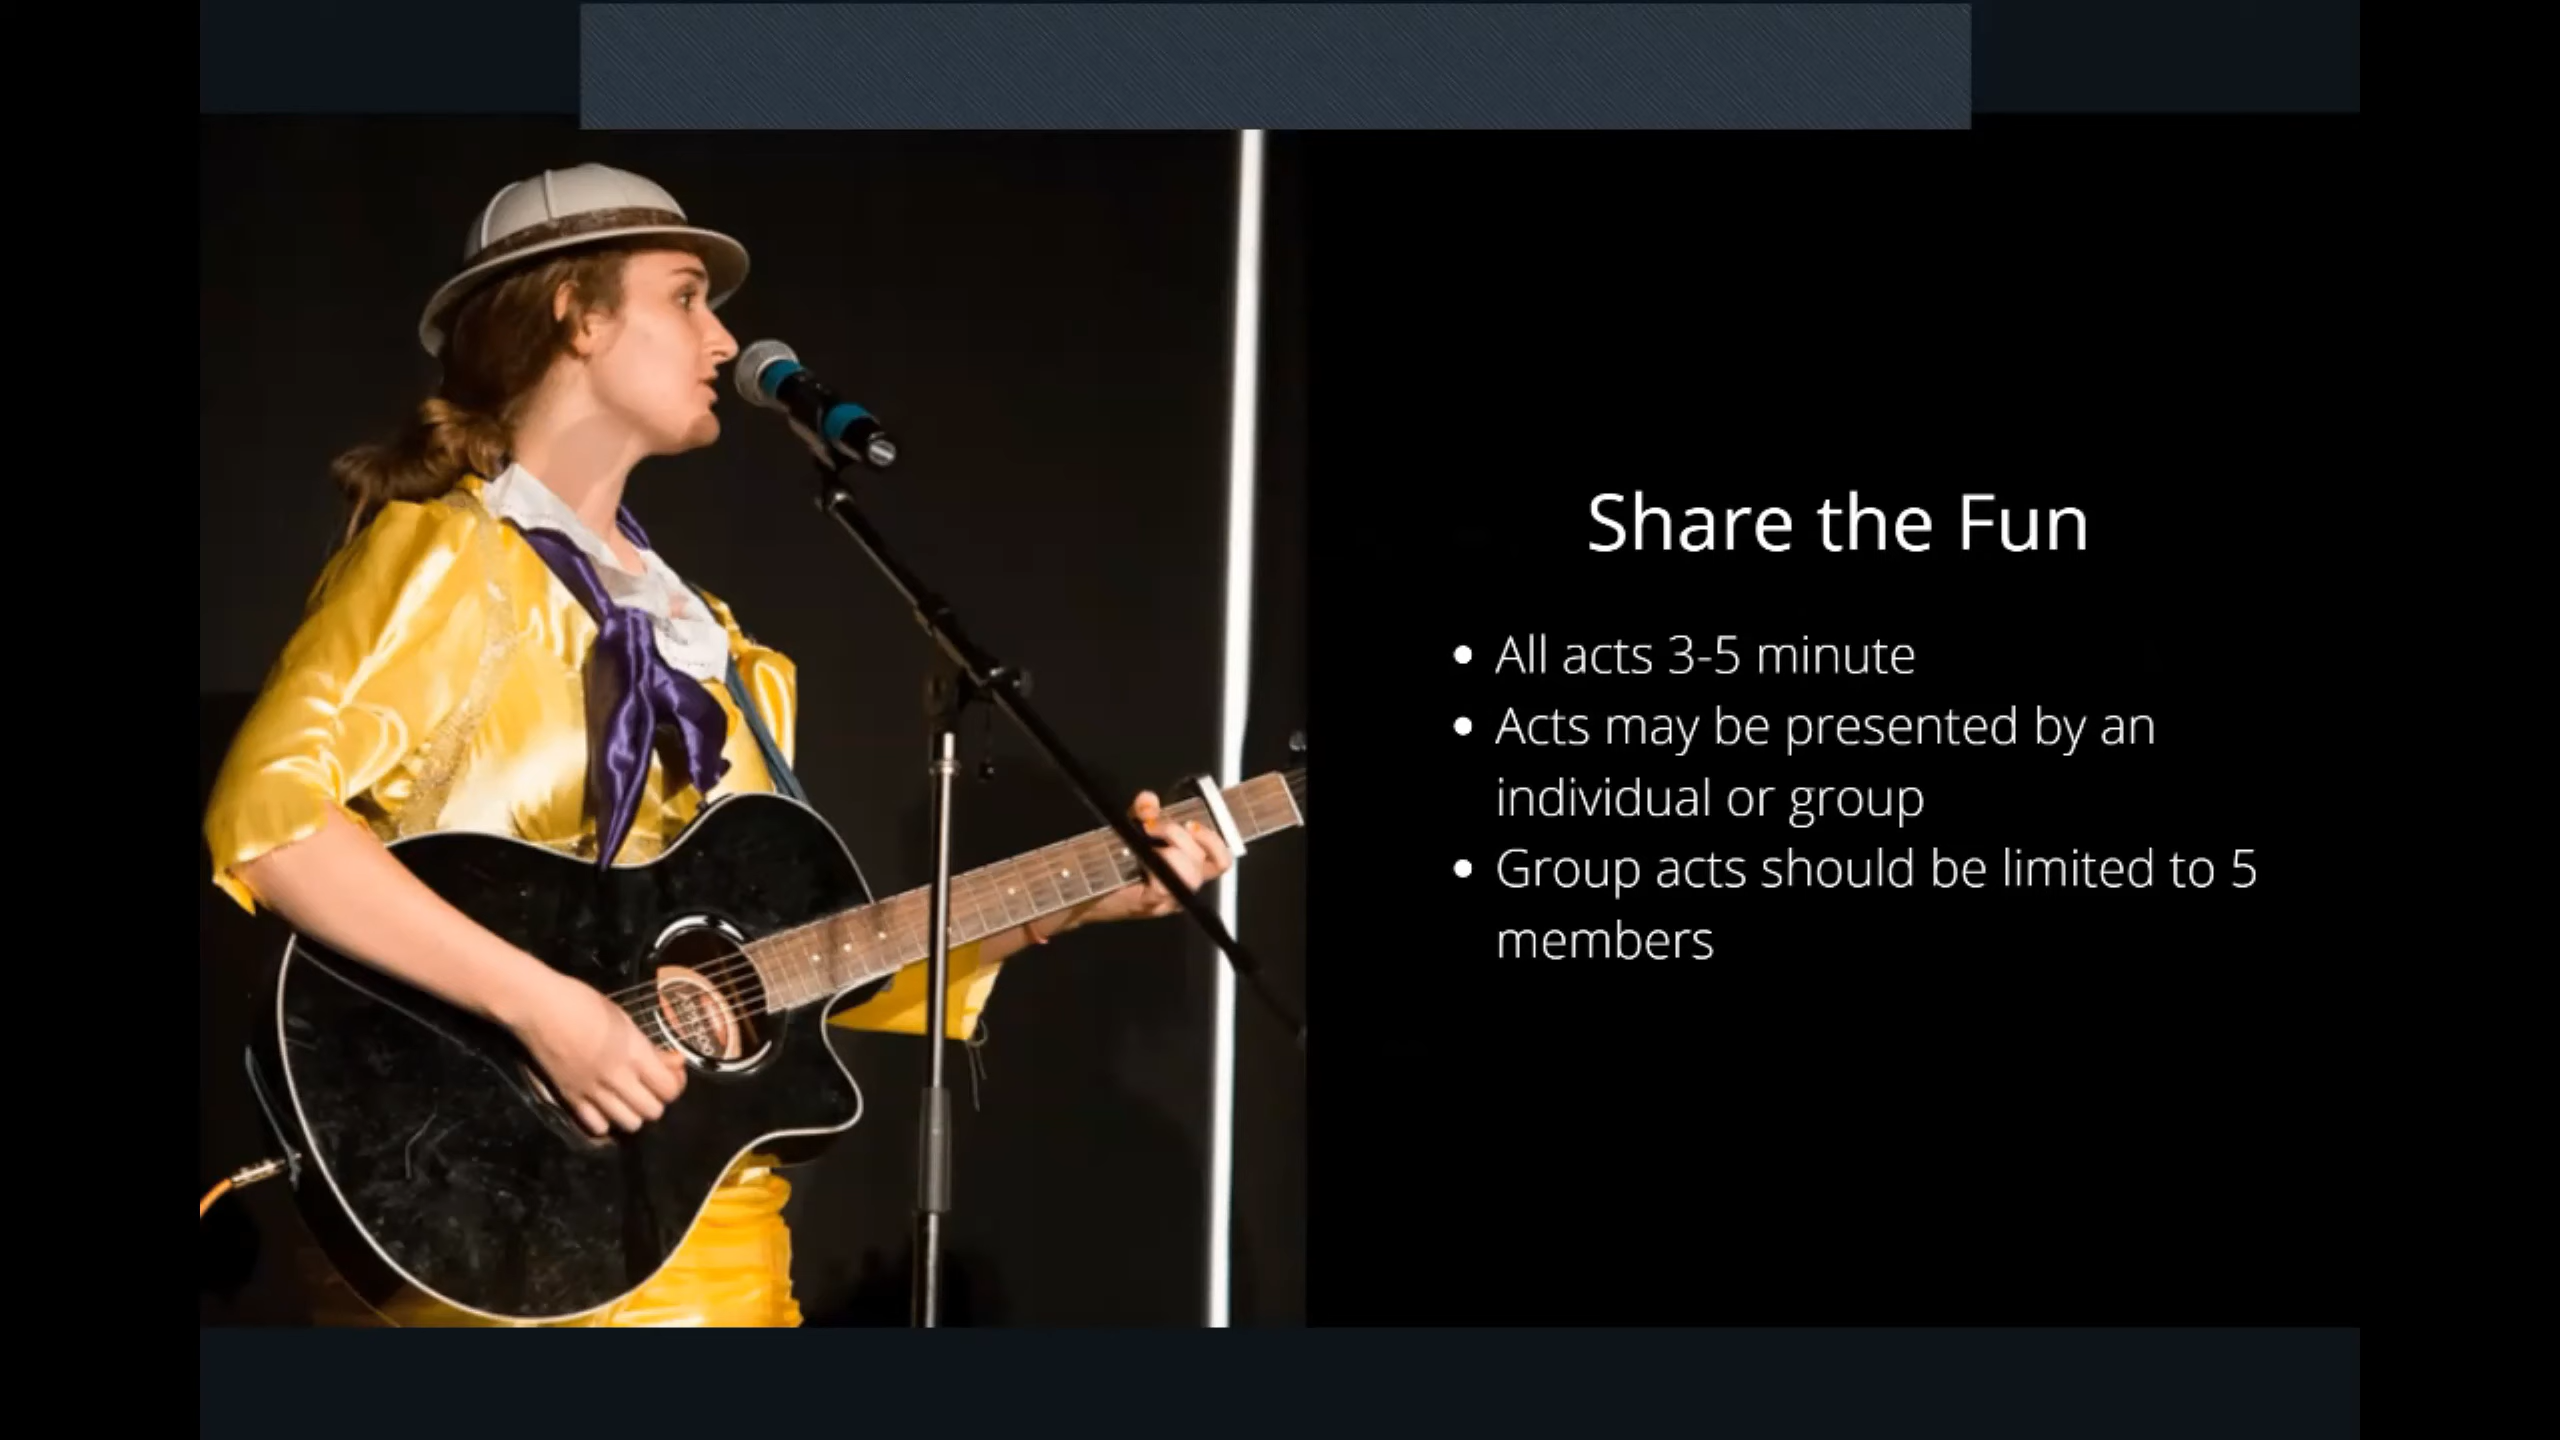 Share the Fun
• All acts 3-5 minute
• Acts may be presented by an
individual or group
• Group acts should be limited to 5
members